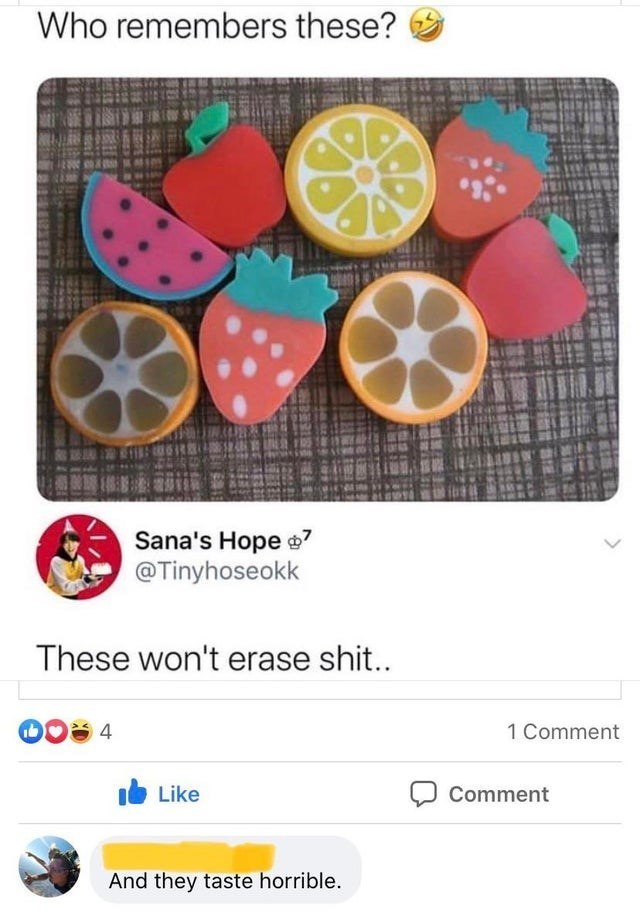 Who remembers these? 🤣
Sana's Hope ♔⁷
@Tinyhoseokk
These won't erase shit..
4
1 Comment
Like
Comment
And they taste horrible.